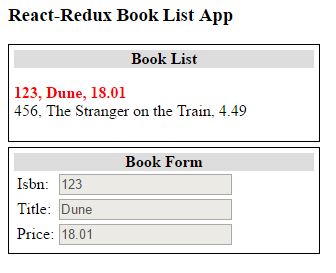 React-Redux Book List App
Book List
123, Dune, 18.01
456, The Stranger on the Train, 4.49
Book Form
Isbn: 123
Title: Dune
Price: 18.01